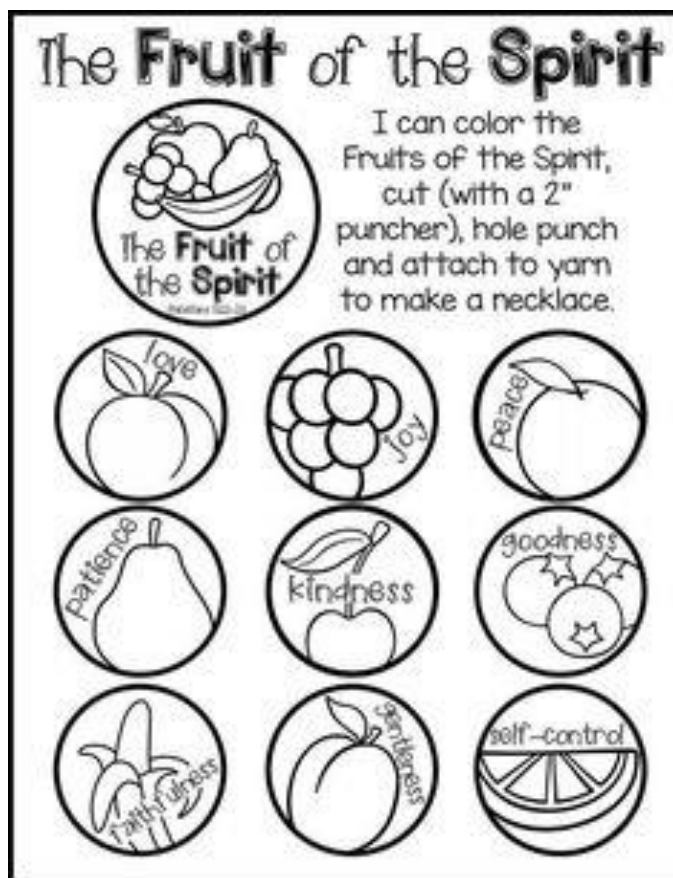 The Fruit of the Spirit
I can color the
Fruits of the Spirit,
cut (with a 2"
puncher), hole punch
and attach to yarn
to make a necklace.
The Fruit of
the Spirit
love
joy
peace
patience
kindness
goodness
faithfulness
gentleness
self-control